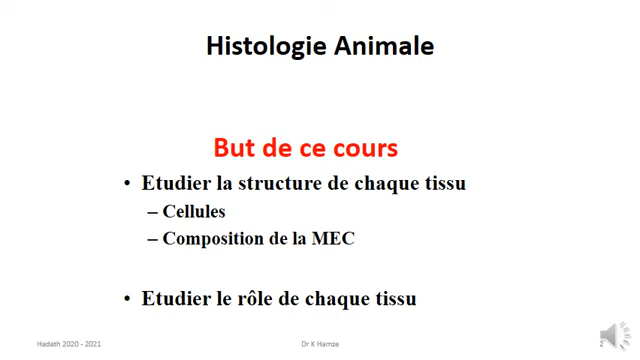 Histologie Animale
But de ce cours
• Etudier la structure de chaque tissu
– Cellules
– Composition de la MEC
• Etudier le rôle de chaque tissu
Hadath 2020 - 2021
Dr K Hamze
2